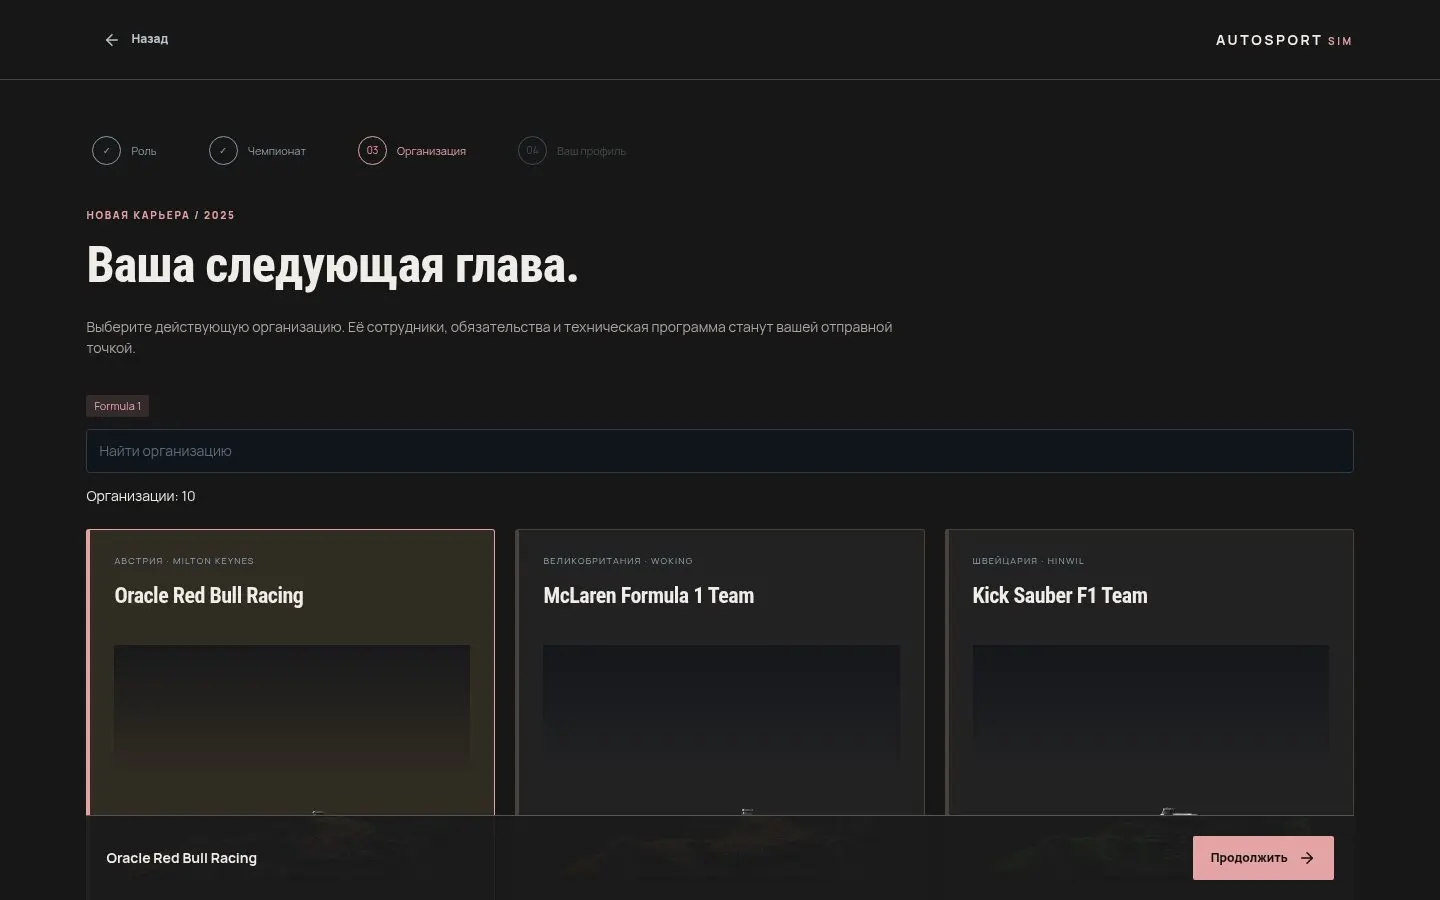 Назад
AUTOSPORT SIM
✓ Роль
✓ Чемпионат
03 Организация
04 Ваш профиль
НОВАЯ КАРЬЕРА / 2025
Ваша следующая глава.
Выберите действующую организацию. Её сотрудники, обязательства и техническая программа станут вашей отправной
точкой.
Formula 1
Найти организацию
Организации: 10
АВСТРИЯ · MILTON KEYNES
Oracle Red Bull Racing
ВЕЛИКОБРИТАНИЯ · WOKING
McLaren Formula 1 Team
ШВЕЙЦАРИЯ · HINWIL
Kick Sauber F1 Team
Oracle Red Bull Racing
Продолжить